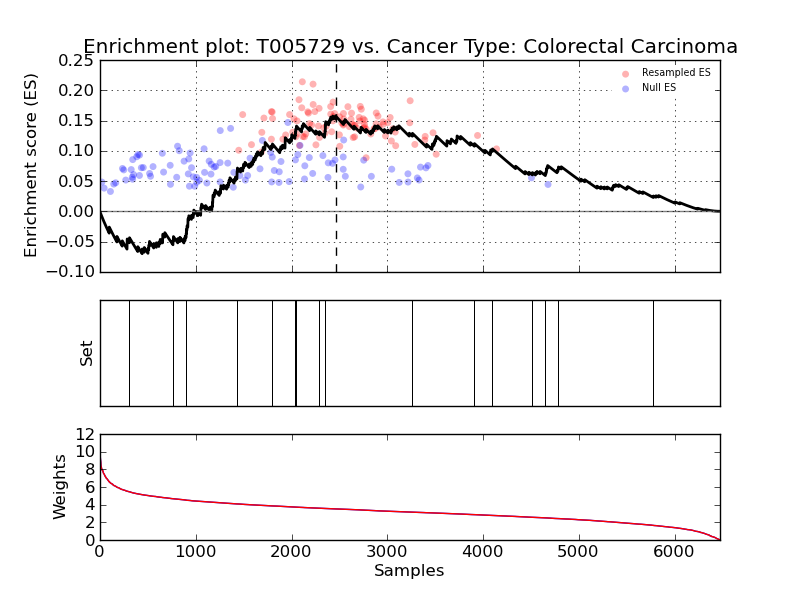 Enrichment plot: T005729 vs. Cancer Type: Colorectal Carcinoma
Enrichment score (ES)
0.25
0.20
0.15
0.10
0.05
0.00
−0.05
−0.10
Resampled ES
Null ES
Set
Weights
12
10
8
6
4
2
0
0 1000 2000 3000 4000 5000 6000
Samples